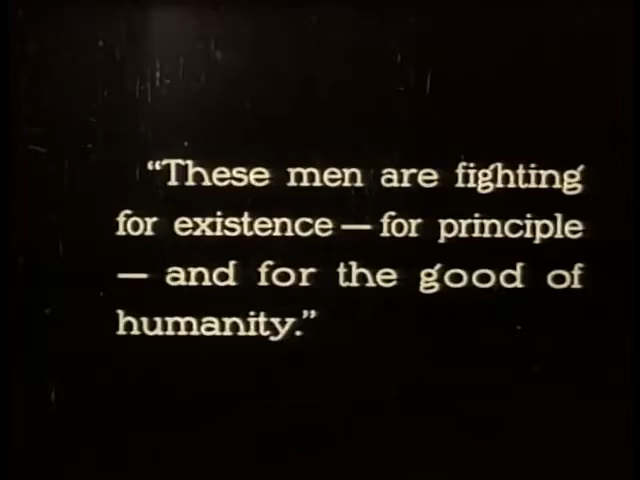 “These men are fighting
for existence — for principle
— and for the good of
humanity.”